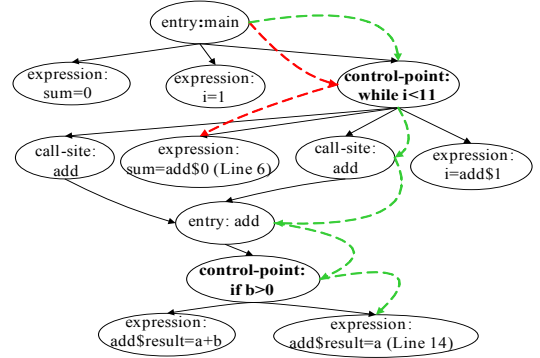 entry:main
expression:
sum=0
expression:
i=1
control-point:
while i<11
call-site:
add
expression:
sum=add$0 (Line 6)
call-site:
add
expression:
i=add$1
entry: add
control-point:
if b>0
expression:
add$result=a+b
expression:
add$result=a (Line 14)